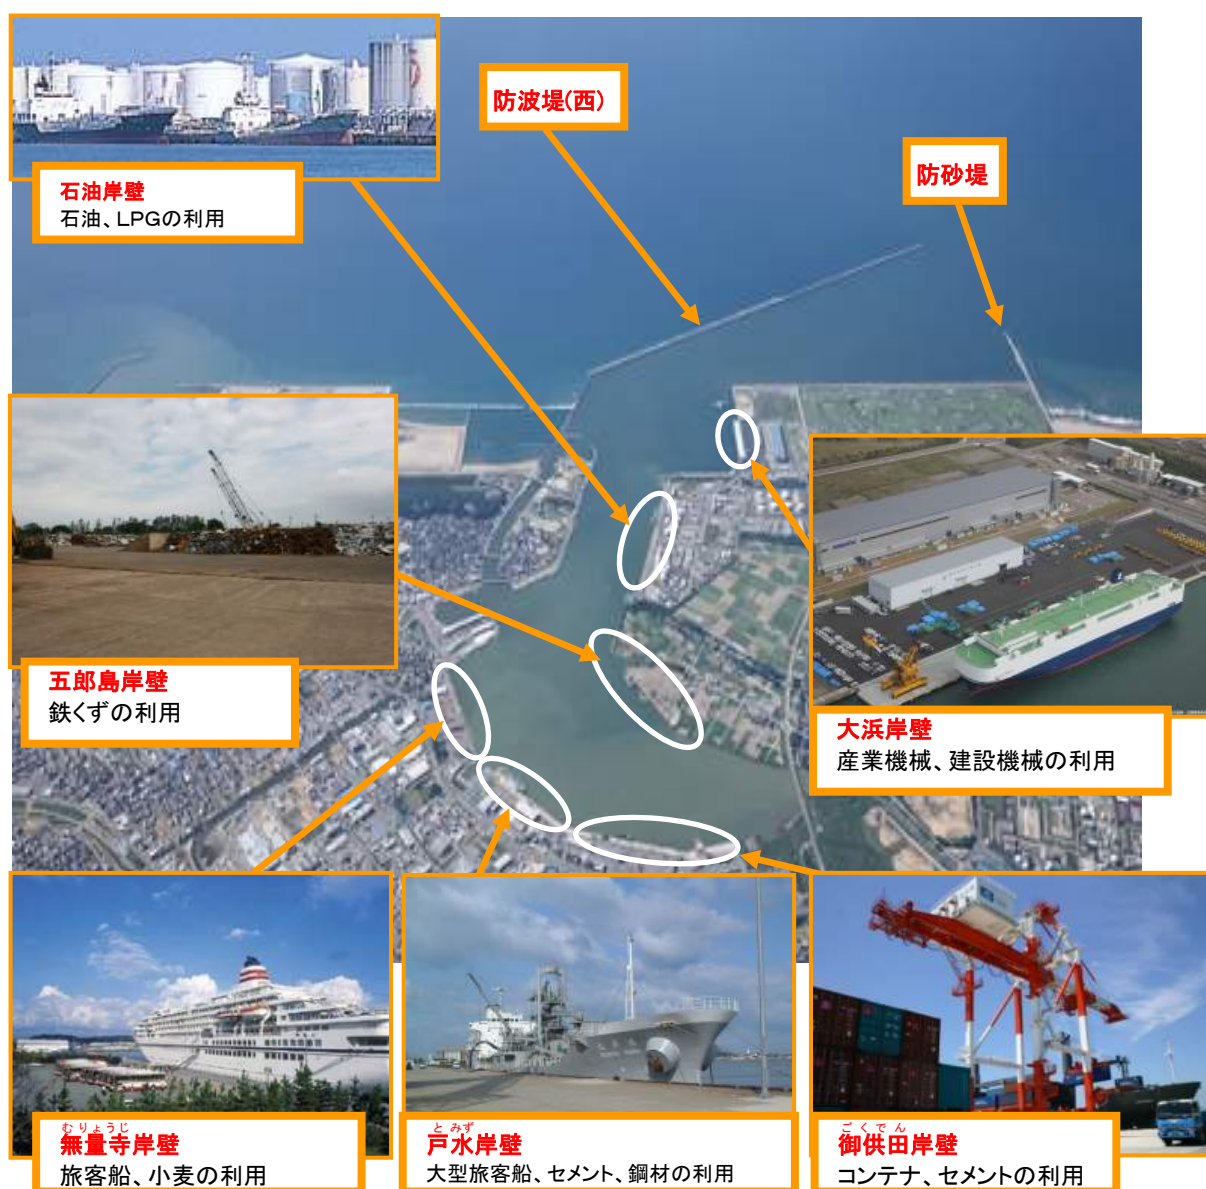 防波堤(西)
防砂堤
石油岸壁
石油、LPGの利用
五郎島岸壁
鉄くずの利用
大浜岸壁
産業機械、建設機械の利用
むりょうじ
無量寺岸壁
旅客船、小麦の利用
とみず
戸水岸壁
大型旅客船、セメント、鋼材の利用
ごくでん
御供田岸壁
コンテナ、セメントの利用